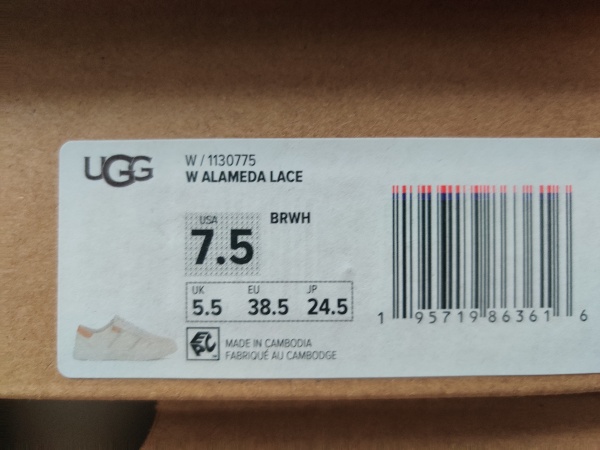 UGG
W / 1130775
W ALAMEDA LACE
USA
7.5
BRWH
UK EU JP
5.5 38.5 24.5
MADE IN CAMBODIA
FABRIQUÉ AU CAMBODGE
1 95719 86361 6